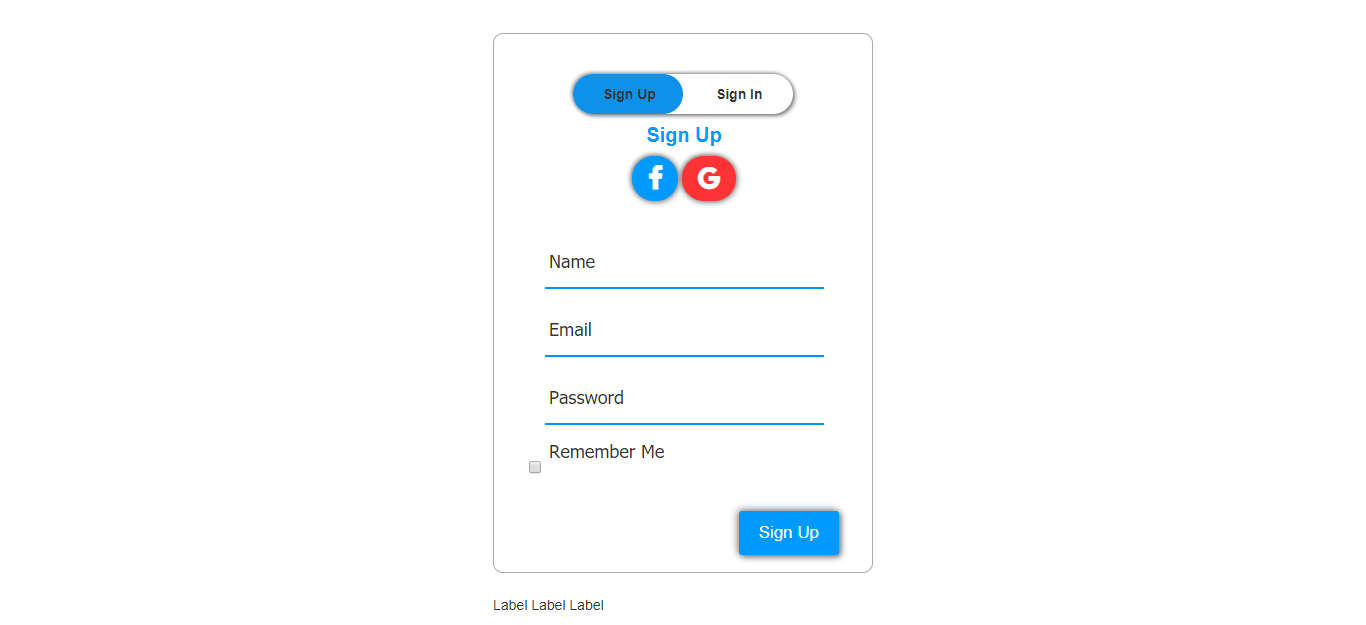 Sign Up Sign In
Sign Up
f G
Name
Email
Password
Remember Me
Sign Up
Label Label Label